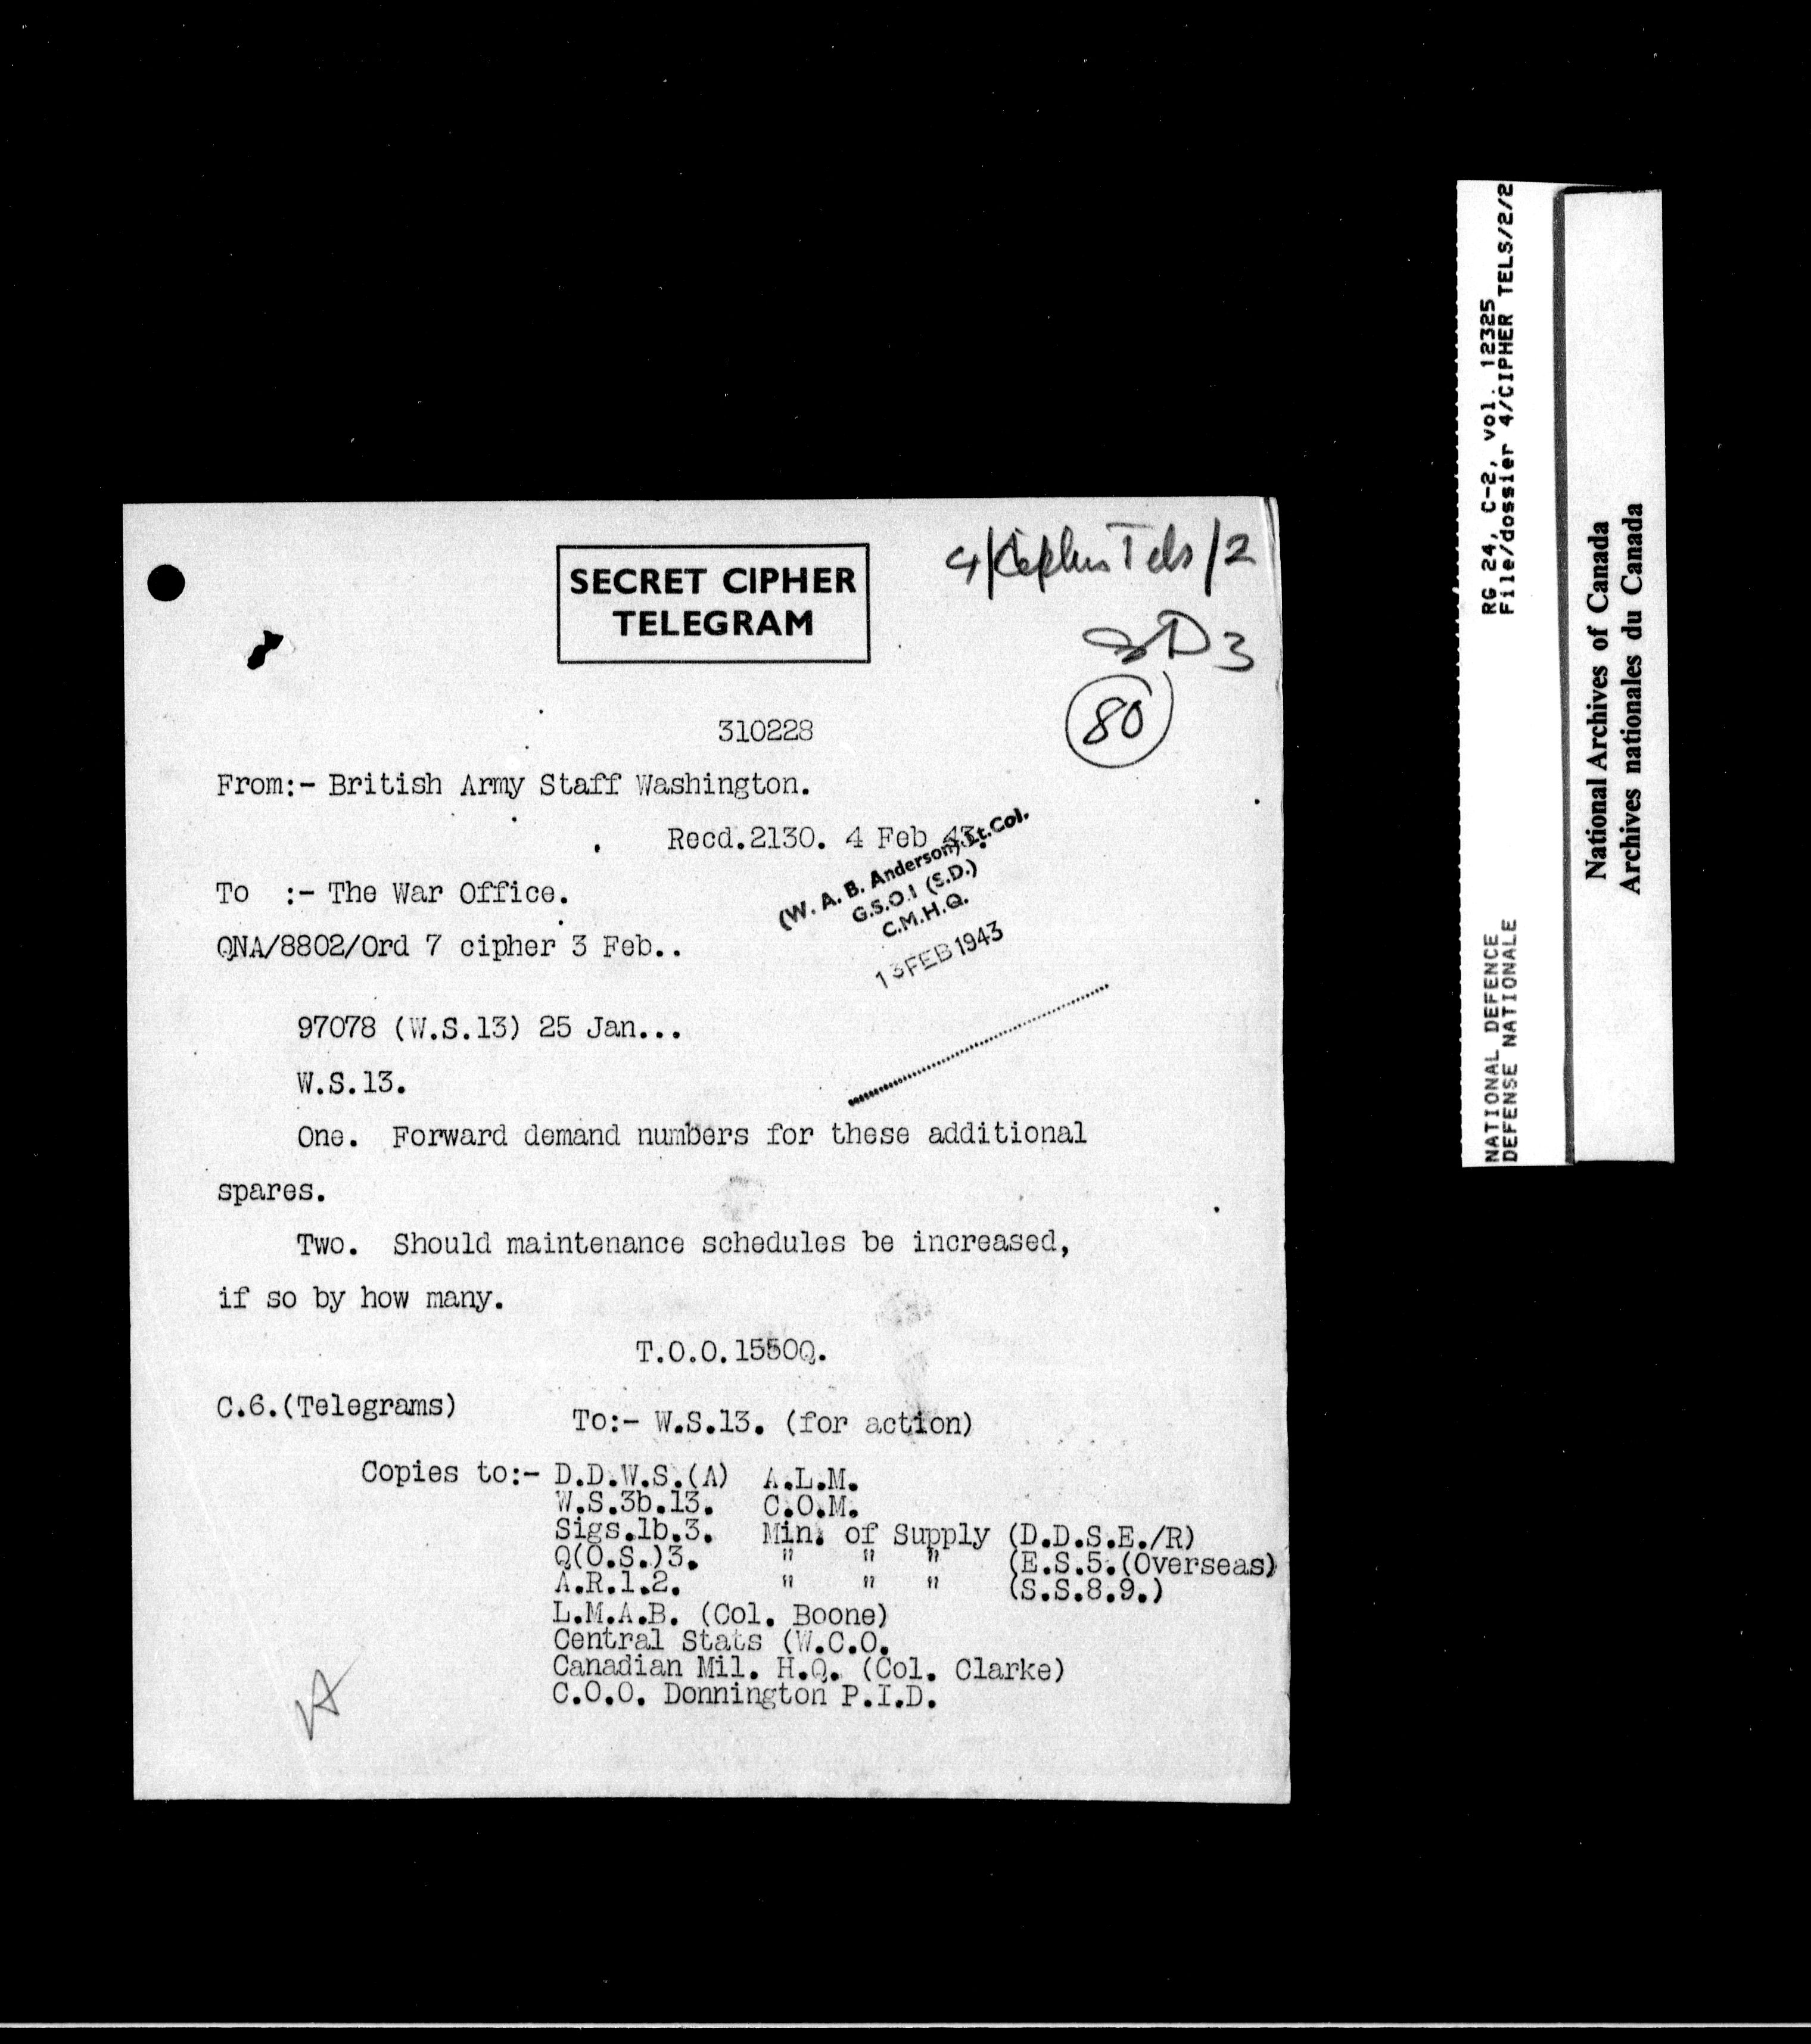 4/Cipher Tels/2
SECRET CIPHER
TELEGRAM
SD3
80
310228
From:- British Army Staff Washington.
Recd.2130. 4 Feb 43.
(W. A. B. Anderson) Lt.Col.
G.S.O.I (S.D.)
C.M.H.Q.
13 FEB 1943
To :- The War Office.
QNA/8802/Ord 7 cipher 3 Feb..
97078 (W.S.13) 25 Jan...
W.S.13.
One. Forward demand numbers for these additional
spares.
Two. Should maintenance schedules be increased,
if so by how many.
T.O.O.1550Q.
C.6.(Telegrams)
To:- W.S.13. (for action)
Copies to:- D.D.W.S.(A) A.L.M.
W.S.3b.13. C.O.M.
Sigs.1b.3. Min. of Supply (D.D.S.E./R)
Q(O.S.)3. " " " (E.S.5.(Overseas)
A.R.1.2. " " " (S.S.8.9.)
L.M.A.B. (Col. Boone)
Central Stats (W.C.O.
Canadian Mil. H.Q. (Col. Clarke)
C.O.O. Donnington P.I.D.
RG 24, C-2, vol. 12325
File/dossier 4/CIPHER TELS/2/2
NATIONAL DEFENCE
DEFENSE NATIONALE
National Archives of Canada
Archives nationales du Canada